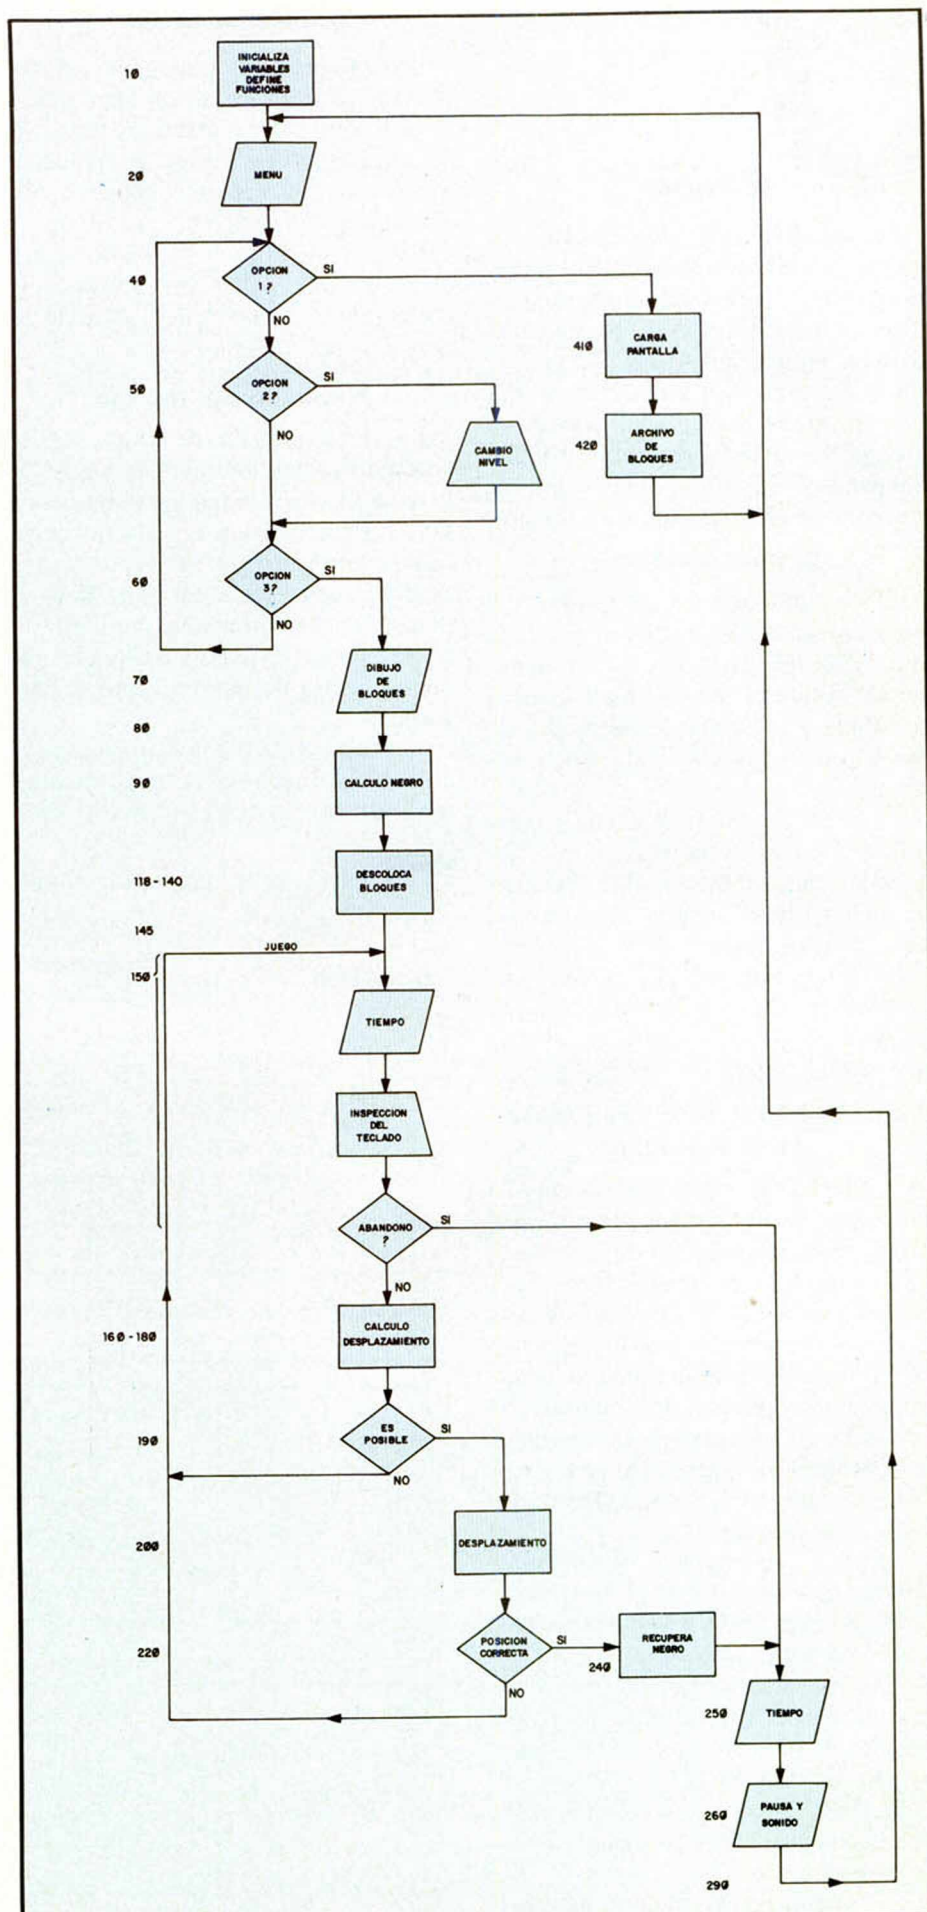 10
INICIALIZA
VARIABLES
DEFINE
FUNCIONES
20
MENU
40
OPCION
1?
SI
NO
410
CARGA
PANTALLA
50
OPCION
2?
SI
NO
CAMBIO
NIVEL
420
ARCHIVO
DE
BLOQUES
60
OPCION
3?
SI
NO
70
DIBUJO
DE
BLOQUES
80
90
CALCULO NEGRO
118-140
DESCOLOCA
BLOQUES
145
JUEGO
150
TIEMPO
INSPECCION
DEL
TECLADO
ABANDONO
?
SI
NO
160-180
CALCULO
DESPLAZAMIENTO
190
ES
POSIBLE
SI
NO
200
DESPLAZAMIENTO
220
POSICION
CORRECTA
SI
NO
240
RECUPERA
NEGRO
250
TIEMPO
260
PAUSA Y
SONIDO
290